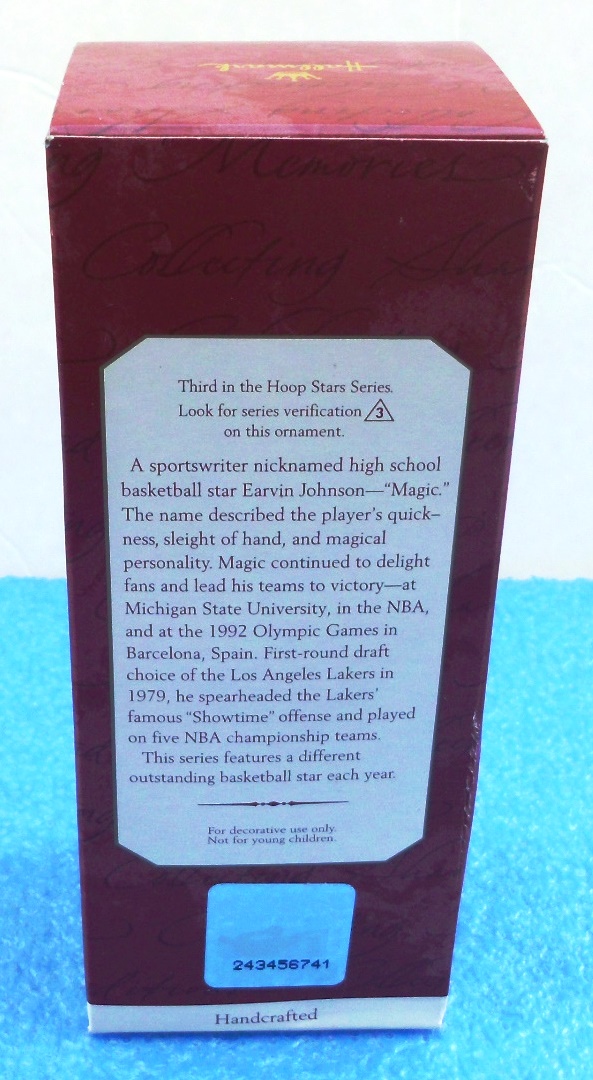 Hallmark
Memories
Collecting
Third in the Hoop Stars Series.
Look for series verification 3
on this ornament.
A sportswriter nicknamed high school
basketball star Earvin Johnson—“Magic.”
The name described the player's quick–
ness, sleight of hand, and magical
personality. Magic continued to delight
fans and lead his teams to victory—at
Michigan State University, in the NBA,
and at the 1992 Olympic Games in
Barcelona, Spain. First-round draft
choice of the Los Angeles Lakers in
1979, he spearheaded the Lakers'
famous “Showtime” offense and played
on five NBA championship teams.
This series features a different
outstanding basketball star each year.
For decorative use only.
Not for young children.
243456741
Handcrafted